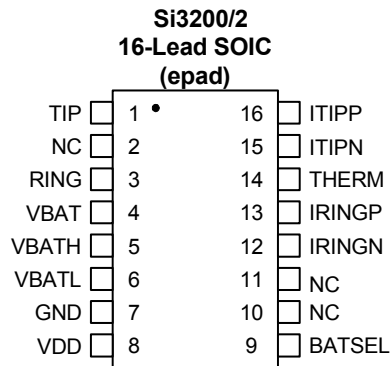 Si3200/2
16-Lead SOIC
(epad)
TIP 1 16 ITIPP
NC 2 15 ITIPN
RING 3 14 THERM
VBAT 4 13 IRINGP
VBATH 5 12 IRINGN
VBATL 6 11 NC
GND 7 10 NC
VDD 8 9 BATSEL